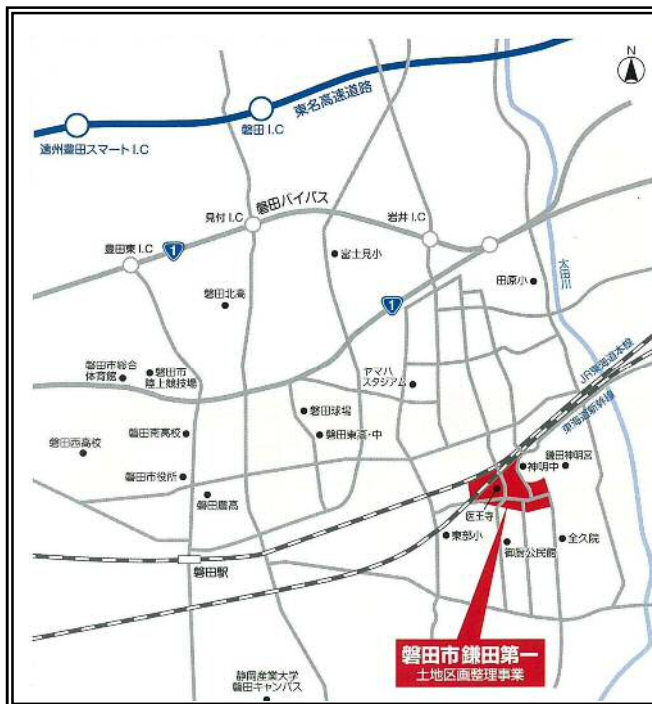 N
東名高速道路
磐田 I.C
遠州豊田スマート I.C
磐田バイパス
見付 I.C
岩井 I.C
豊田東 I.C
1
富士見小
太田川
田原小
磐田北高
1
JR東海道本線
磐田市総合
体育館
磐田市
陸上競技場
ヤマハ
スタジアム
東海道新幹線
磐田球場
磐田南高校
磐田東高・中
磐田西高校
鎌田神明宮
神明中
磐田市役所
磐田農高
医王寺
東部小
御厨公民館
全久院
磐田駅
磐田市 鎌田第一
土地区画整理事業
静岡産業大学
磐田キャンパス